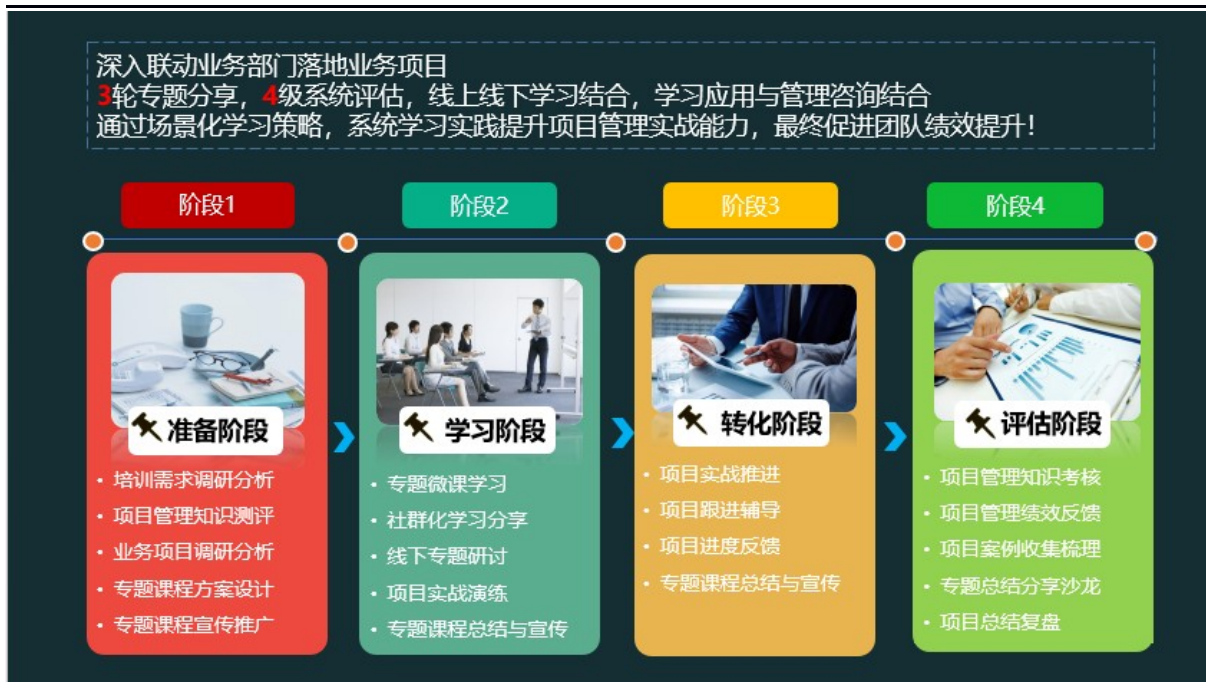 深入联动业务部门落地业务项目
3轮专题分享，4级系统评估，线上线下学习结合，学习应用与管理咨询结合
通过场景化学习策略，系统学习实践提升项目管理实战能力，最终促进团队绩效提升！
阶段1
阶段2
阶段3
阶段4
准备阶段
• 培训需求调研分析
• 项目管理知识测评
• 业务项目调研分析
• 专题课程方案设计
• 专题课程宣传推广
学习阶段
• 专题微课学习
• 社群化学习分享
• 线下专题研讨
• 项目实战演练
• 专题课程总结与宣传
转化阶段
• 项目实战推进
• 项目跟进辅导
• 项目进度反馈
• 专题课程总结与宣传
评估阶段
• 项目管理知识考核
• 项目管理绩效反馈
• 项目案例收集梳理
• 专题总结分享沙龙
• 项目总结复盘